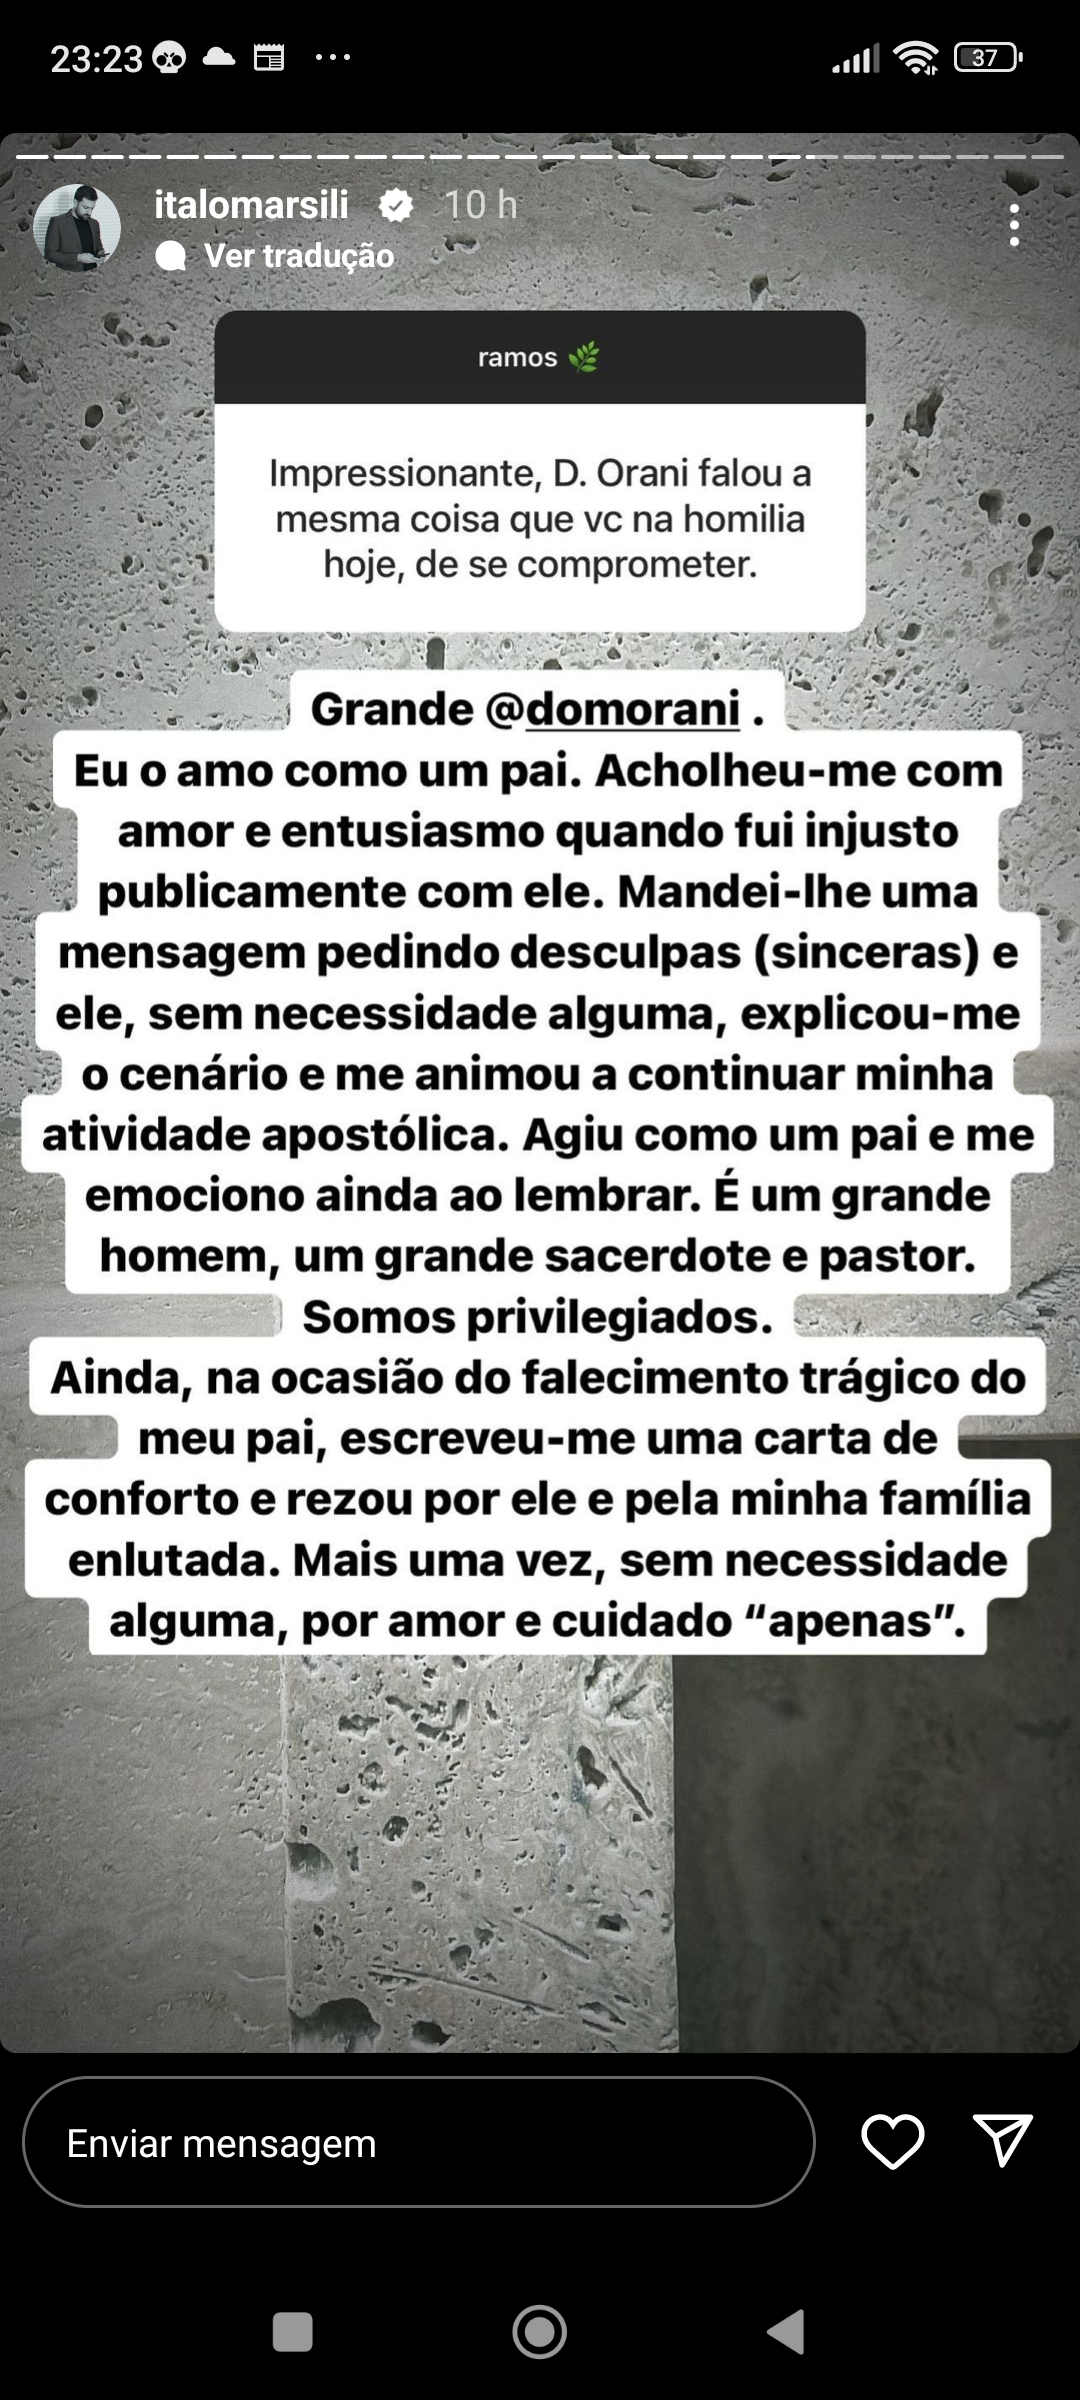 23:23
37
italomarsili 10 h
Ver tradução
ramos 🌿
Impressionante, D. Orani falou a
mesma coisa que vc na homilia
hoje, de se comprometer.
Grande @domorani .
Eu o amo como um pai. Acholheu-me com
amor e entusiasmo quando fui injusto
publicamente com ele. Mandei-lhe uma
mensagem pedindo desculpas (sinceras) e
ele, sem necessidade alguma, explicou-me
o cenário e me animou a continuar minha
atividade apostólica. Agiu como um pai e me
emociono ainda ao lembrar. É um grande
homem, um grande sacerdote e pastor.
Somos privilegiados.
Ainda, na ocasião do falecimento trágico do
meu pai, escreveu-me uma carta de
conforto e rezou por ele e pela minha família
enlutada. Mais uma vez, sem necessidade
alguma, por amor e cuidado “apenas”.
Enviar mensagem